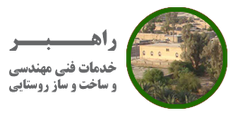 راهبر
خدمات فنی مهندسی
و ساخت و ساز روستایی